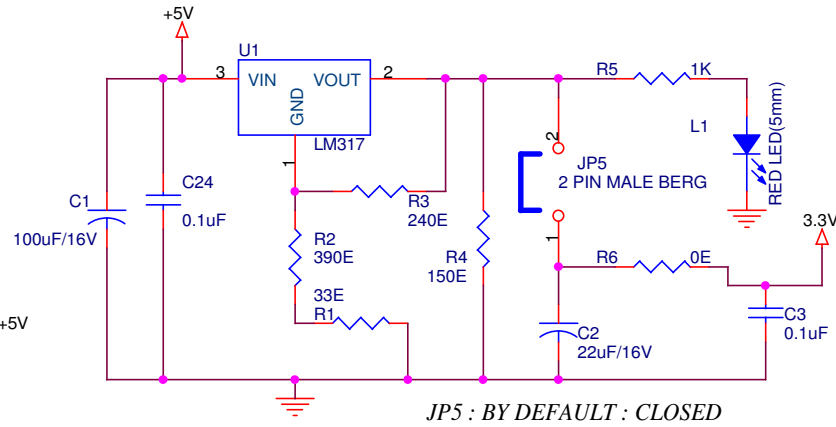 +5V
U1
3
VIN
VOUT
2
GND
LM317
1
R5
1K
L1
RED LED(5mm)
2
JP5
2 PIN MALE BERG
1
C24
0.1uF
C1
100uF/16V
R3
240E
R2
390E
R4
150E
33E
R1
R6
0E
3.3V
C2
22uF/16V
C3
0.1uF
+5V
JP5 : BY DEFAULT : CLOSED